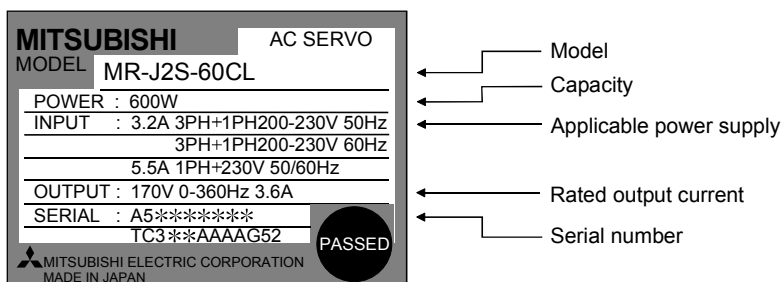 MITSUBISHI AC SERVO
MODEL MR-J2S-60CL
POWER : 600W
INPUT : 3.2A 3PH+1PH200-230V 50Hz
3PH+1PH200-230V 60Hz
5.5A 1PH+230V 50/60Hz
OUTPUT : 170V 0-360Hz 3.6A
SERIAL : A5*******
TC3**AAAAG52
PASSED
MITSUBISHI ELECTRIC CORPORATION
MADE IN JAPAN
Model
Capacity
Applicable power supply
Rated output current
Serial number